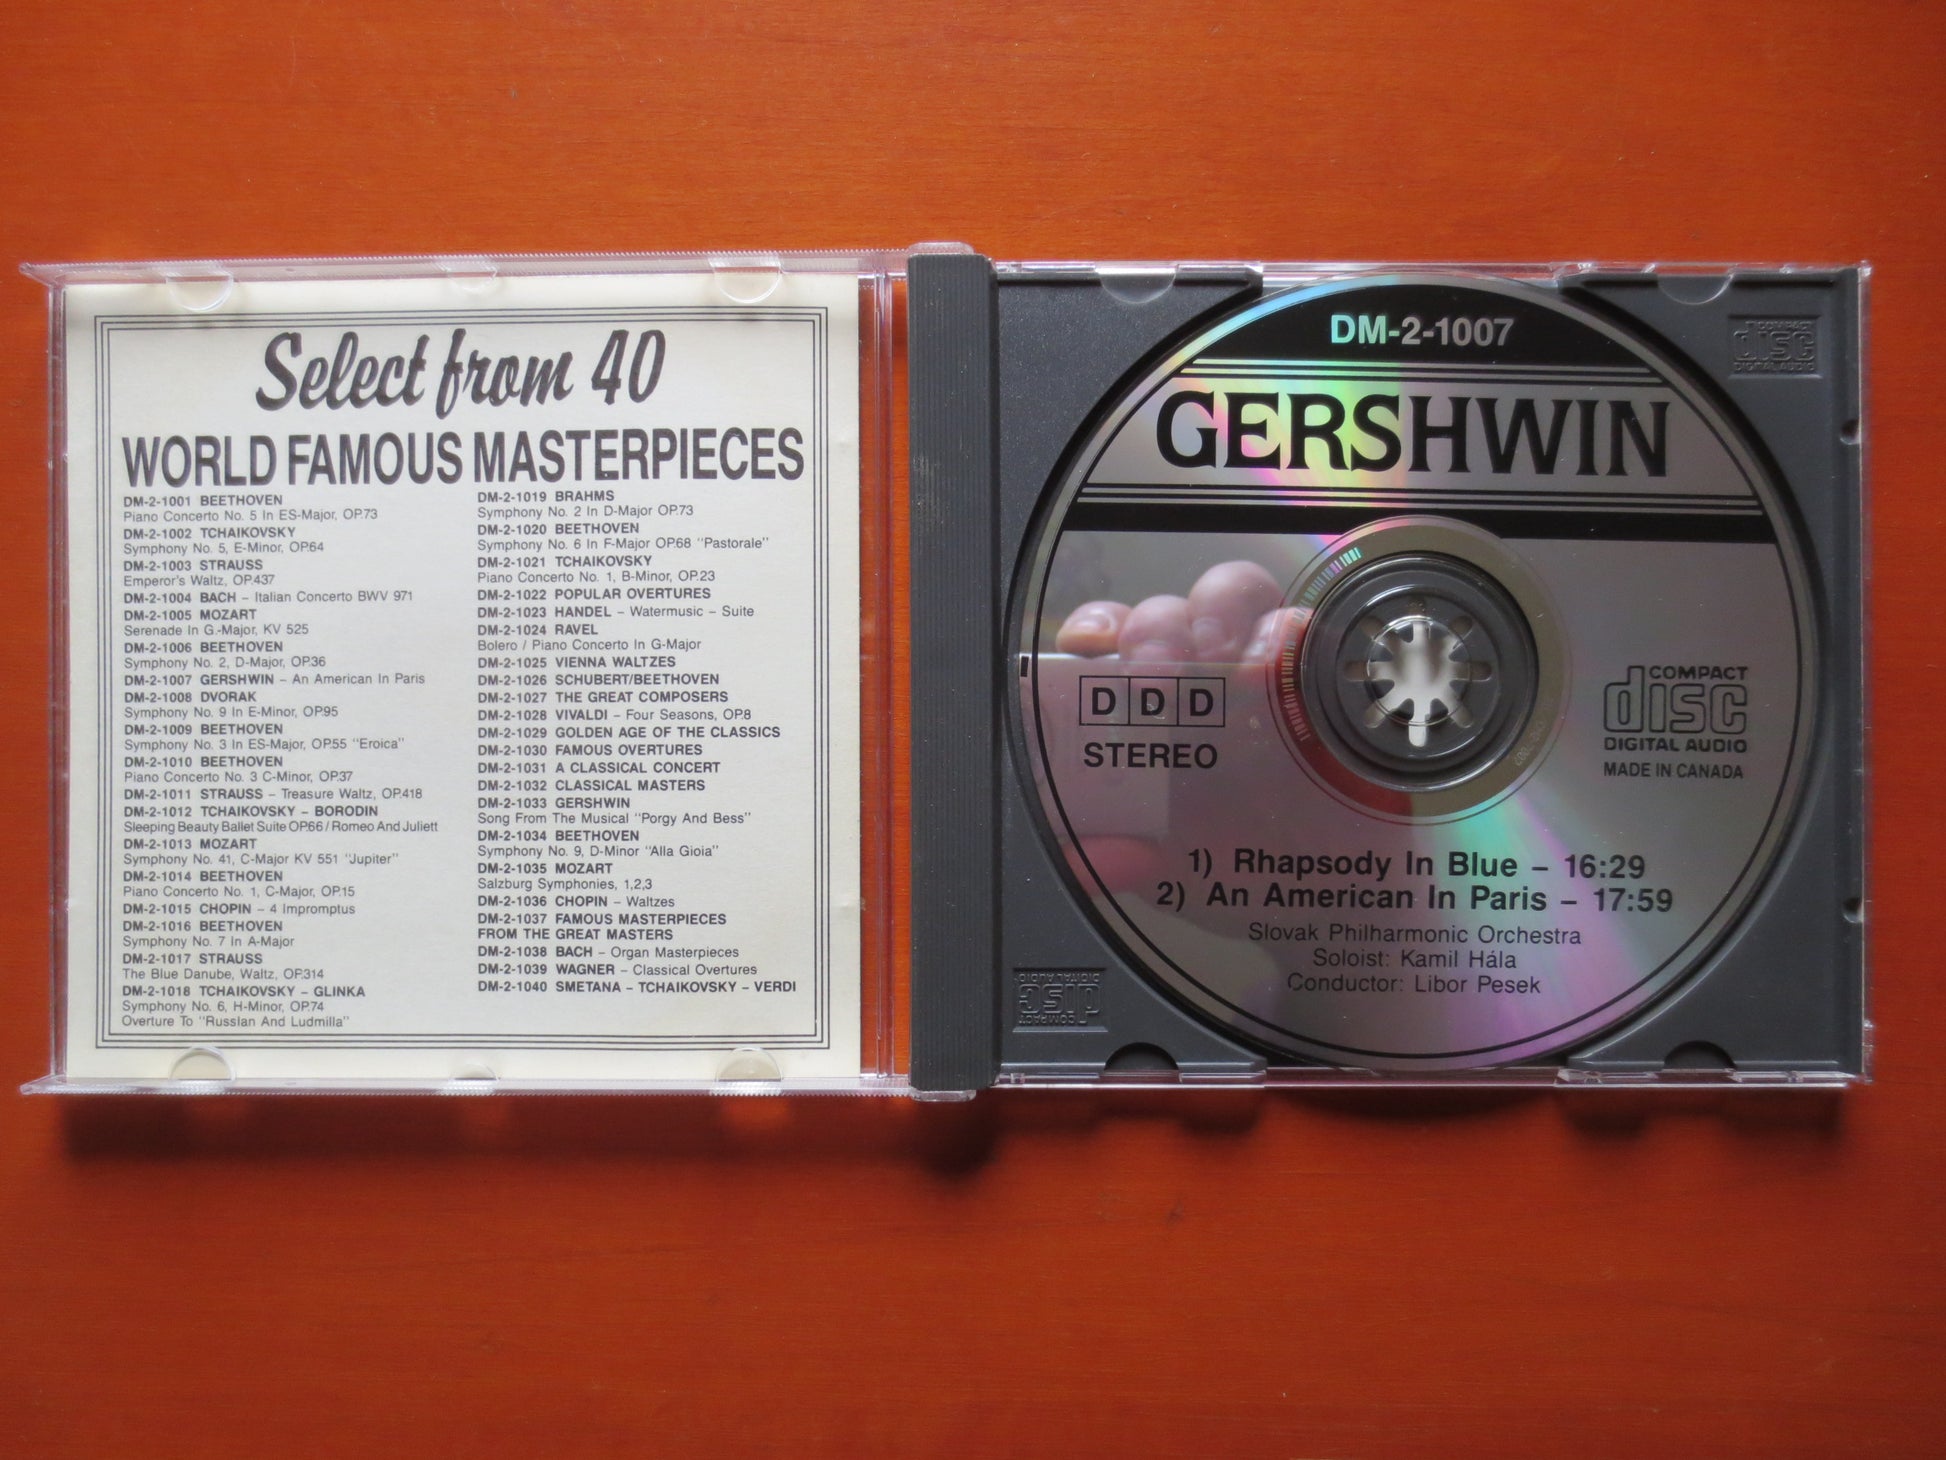 Select from 40
WORLD FAMOUS MASTERPIECES
DM-2-1001 BEETHOVEN
Piano Concerto No. 5 In ES-Major, OP.73
DM-2-1002 TCHAIKOVSKY
Symphony No. 5, E-Minor, OP.64
DM-2-1003 STRAUSS
Emperor's Waltz, OP.437
DM-2-1004 BACH – Italian Concerto BWV 971
DM-2-1005 MOZART
Serenade In G.-Major, KV 525
DM-2-1006 BEETHOVEN
Symphony No. 2, D-Major, OP.36
DM-2-1007 GERSHWIN – An American In Paris
DM-2-1008 DVORAK
Symphony No. 9 In E-Minor, OP.95
DM-2-1009 BEETHOVEN
Symphony No. 3 In ES-Major, OP.55 "Eroica"
DM-2-1010 BEETHOVEN
Piano Concerto No. 3 C-Minor, OP.37
DM-2-1011 STRAUSS – Treasure Waltz, OP.418
DM-2-1012 TCHAIKOVSKY – BORODIN
Sleeping Beauty Ballet Suite OP.66 / Romeo And Juliett
DM-2-1013 MOZART
Symphony No. 41, C-Major KV 551 "Jupiter"
DM-2-1014 BEETHOVEN
Piano Concerto No. 1, C-Major, OP.15
DM-2-1015 CHOPIN – 4 Impromptus
DM-2-1016 BEETHOVEN
Symphony No. 7 In A-Major
DM-2-1017 STRAUSS
The Blue Danube, Waltz, OP.314
DM-2-1018 TCHAIKOVSKY – GLINKA
Symphony No. 6, H-Minor, OP.74
Overture To "Russlan And Ludmilla"
DM-2-1019 BRAHMS
Symphony No. 2 In D-Major OP.73
DM-2-1020 BEETHOVEN
Symphony No. 6 In F-Major OP.68 "Pastorale"
DM-2-1021 TCHAIKOVSKY
Piano Concerto No. 1, B-Minor, OP.23
DM-2-1022 POPULAR OVERTURES
DM-2-1023 HANDEL – Watermusic – Suite
DM-2-1024 RAVEL
Bolero / Piano Concerto In G-Major
DM-2-1025 VIENNA WALTZES
DM-2-1026 SCHUBERT/BEETHOVEN
DM-2-1027 THE GREAT COMPOSERS
DM-2-1028 VIVALDI – Four Seasons, OP.8
DM-2-1029 GOLDEN AGE OF THE CLASSICS
DM-2-1030 FAMOUS OVERTURES
DM-2-1031 A CLASSICAL CONCERT
DM-2-1032 CLASSICAL MASTERS
DM-2-1033 GERSHWIN
Song From The Musical "Porgy And Bess"
DM-2-1034 BEETHOVEN
Symphony No. 9, D-Minor "Alla Gioia"
DM-2-1035 MOZART
Salzburg Symphonies, 1,2,3
DM-2-1036 CHOPIN – Waltzes
DM-2-1037 FAMOUS MASTERPIECES
FROM THE GREAT MASTERS
DM-2-1038 BACH – Organ Masterpieces
DM-2-1039 WAGNER – Classical Overtures
DM-2-1040 SMETANA – TCHAIKOVSKY – VERDI
DM-2-1007
GERSHWIN
DDD
STEREO
COMPACT
disc
DIGITAL AUDIO
MADE IN CANADA
1) Rhapsody In Blue – 16:29
2) An American In Paris – 17:59
Slovak Philharmonic Orchestra
Soloist: Kamil Hála
Conductor: Libor Pesek
COMPACT
disc
DIGITAL AUDIO
COMPACT
disc
DIGITAL AUDIO